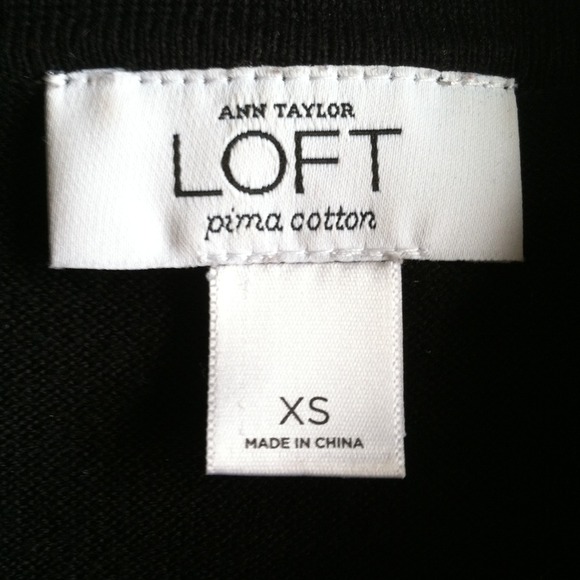 ANN TAYLOR
LOFT
pima cotton
XS
MADE IN CHINA